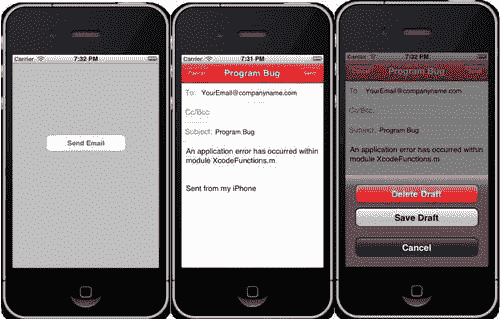 Carrier 7:32 PM
Send Email
Carrier 7:31 PM
Cancel Program Bug Send
To: YourEmail@companyname.com
Cc/Bcc:
Subject: Program Bug
An application error has occurred within
module XcodeFunctions.m
Sent from my iPhone
Carrier 7:32 PM
Program Bug
To: YourEmail@companyname.com
Cc/Bcc:
Subject: Program Bug
An application error has occurred within
module XcodeFunctions.m
Delete Draft
Save Draft
Cancel